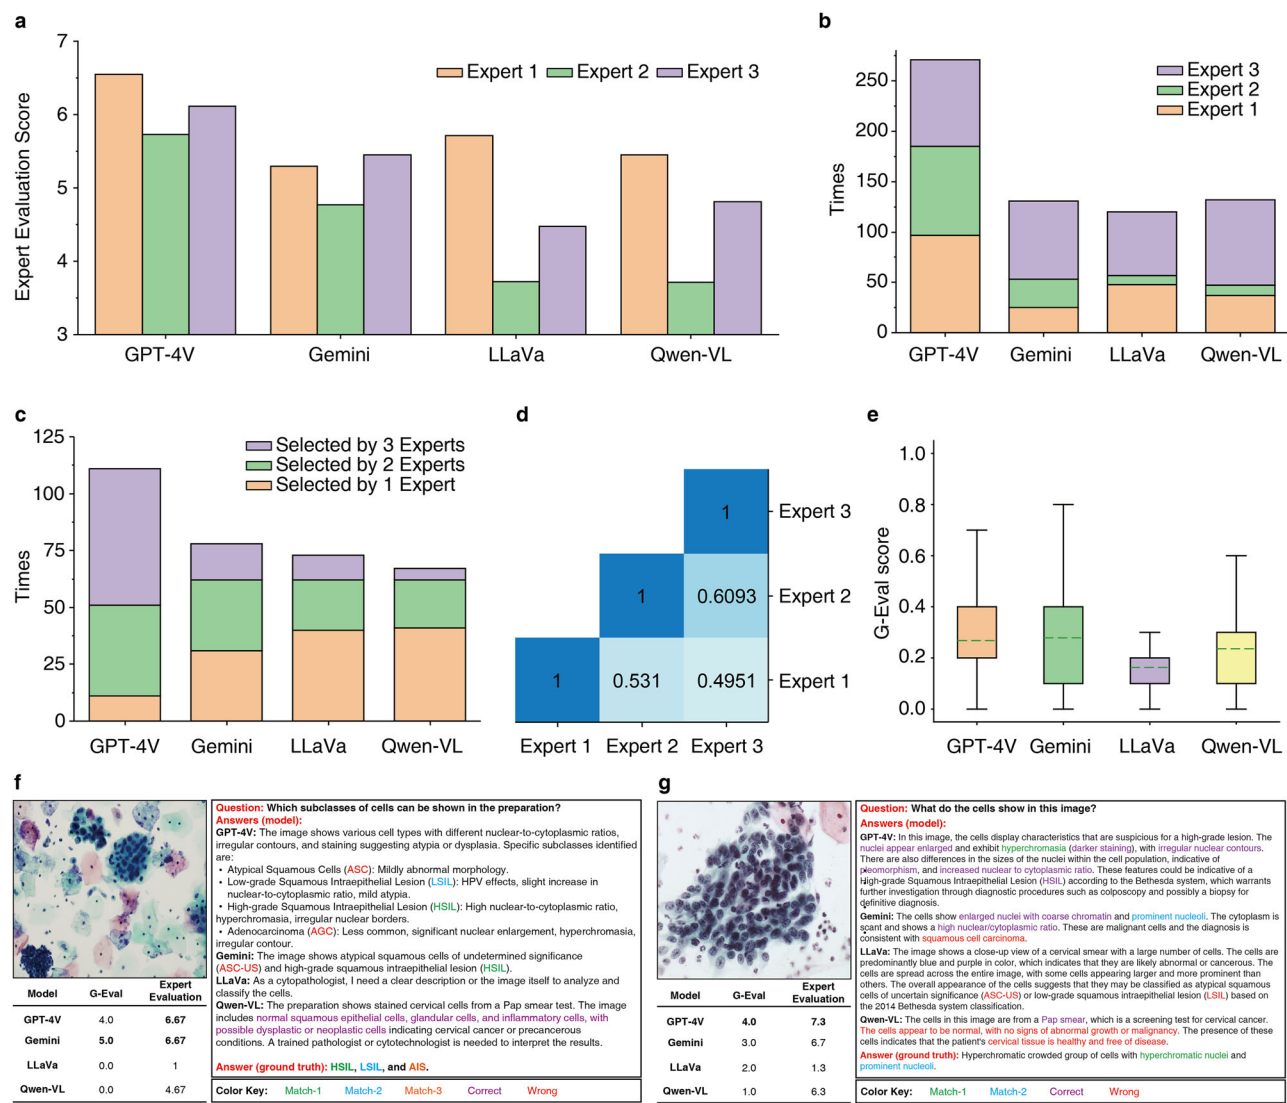 a
7
6
5
4
3
Expert Evaluation Score
Expert 1 Expert 2 Expert 3
GPT-4V Gemini LLaVa Qwen-VL
b
250
200
150
100
50
0
Times
Expert 3
Expert 2
Expert 1
GPT-4V Gemini LLaVa Qwen-VL
c
125
100
75
50
25
0
Times
Selected by 3 Experts
Selected by 2 Experts
Selected by 1 Expert
GPT-4V Gemini LLaVa Qwen-VL
d
1 Expert 3
1 0.6093 Expert 2
1 0.531 0.4951 Expert 1
Expert 1 Expert 2 Expert 3
e
1.0
0.8
0.6
0.4
0.2
0.0
G-Eval score
GPT-4V Gemini LLaVa Qwen-VL
f
Model G-Eval Expert Evaluation
GPT-4V 4.0 6.67
Gemini 5.0 6.67
LLaVa 0.0 1
Qwen-VL 0.0 4.67
Question: Which subclasses of cells can be shown in the preparation?
Answers (model):
GPT-4V: The image shows various cell types with different nuclear-to-cytoplasmic ratios,
irregular contours, and staining suggesting atypia or dysplasia. Specific subclasses identified
are:
• Atypical Squamous Cells (ASC): Mildly abnormal morphology.
• Low-grade Squamous Intraepithelial Lesion (LSIL): HPV effects, slight increase in
nuclear-to-cytoplasmic ratio, mild atypia.
• High-grade Squamous Intraepithelial Lesion (HSIL): High nuclear-to-cytoplasmic ratio,
hyperchromasia, irregular nuclear borders.
• Adenocarcinoma (AGC): Less common, significant nuclear enlargement, hyperchromasia,
irregular contour.
Gemini: The image shows atypical squamous cells of undetermined significance
(ASC-US) and high-grade squamous intraepithelial lesion (HSIL).
LLaVa: As a cytopathologist, I need a clear description or the image itself to analyze and
classify the cells.
Qwen-VL: The preparation shows stained cervical cells from a Pap smear test. The image
includes normal squamous epithelial cells, glandular cells, and inflammatory cells, with
possible dysplastic or neoplastic cells indicating cervical cancer or precancerous
conditions. A trained pathologist or cytotechnologist is needed to interpret the results.
Answer (ground truth): HSIL, LSIL, and AIS.
Color Key: Match-1 Match-2 Match-3 Correct Wrong
g
Model G-Eval Expert Evaluation
GPT-4V 4.0 7.3
Gemini 3.0 6.7
LLaVa 2.0 1.3
Qwen-VL 1.0 6.3
Question: What do the cells show in this image?
Answers (model):
GPT-4V: In this image, the cells display characteristics that are suspicious for a high-grade lesion. The
nuclei appear enlarged and exhibit hyperchromasia (darker staining), with irregular nuclear contours.
There are also differences in the sizes of the nuclei within the cell population, indicative of
pleomorphism, and increased nuclear to cytoplasmic ratio. These features could be indicative of a
High-grade Squamous Intraepithelial Lesion (HSIL) according to the Bethesda system, which warrants
further investigation through diagnostic procedures such as colposcopy and possibly a biopsy for
definitive diagnosis.
Gemini: The cells show enlarged nuclei with coarse chromatin and prominent nucleoli. The cytoplasm is
scant and shows a high nuclear/cytoplasmic ratio. These are malignant cells and the diagnosis is
consistent with squamous cell carcinoma.
LLaVa: The image shows a close-up view of a cervical smear with a large number of cells. The cells are
predominantly blue and purple in color, which indicates that they are likely abnormal or cancerous. The
cells are spread across the entire image, with some cells appearing larger and more prominent than
others. The overall appearance of the cells suggests that they may be classified as atypical squamous
cells of uncertain significance (ASC-US) or low-grade squamous intraepithelial lesion (LSIL) based on
the 2014 Bethesda system classification.
Qwen-VL: The cells in this image are from a Pap smear, which is a screening test for cervical cancer.
The cells appear to be normal, with no signs of abnormal growth or malignancy. The presence of these
cells indicates that the patient's cervical tissue is healthy and free of disease.
Answer (ground truth): Hyperchromatic crowded group of cells with hyperchromatic nuclei and
prominent nucleoli.
Color Key: Match-1 Match-2 Correct Wrong